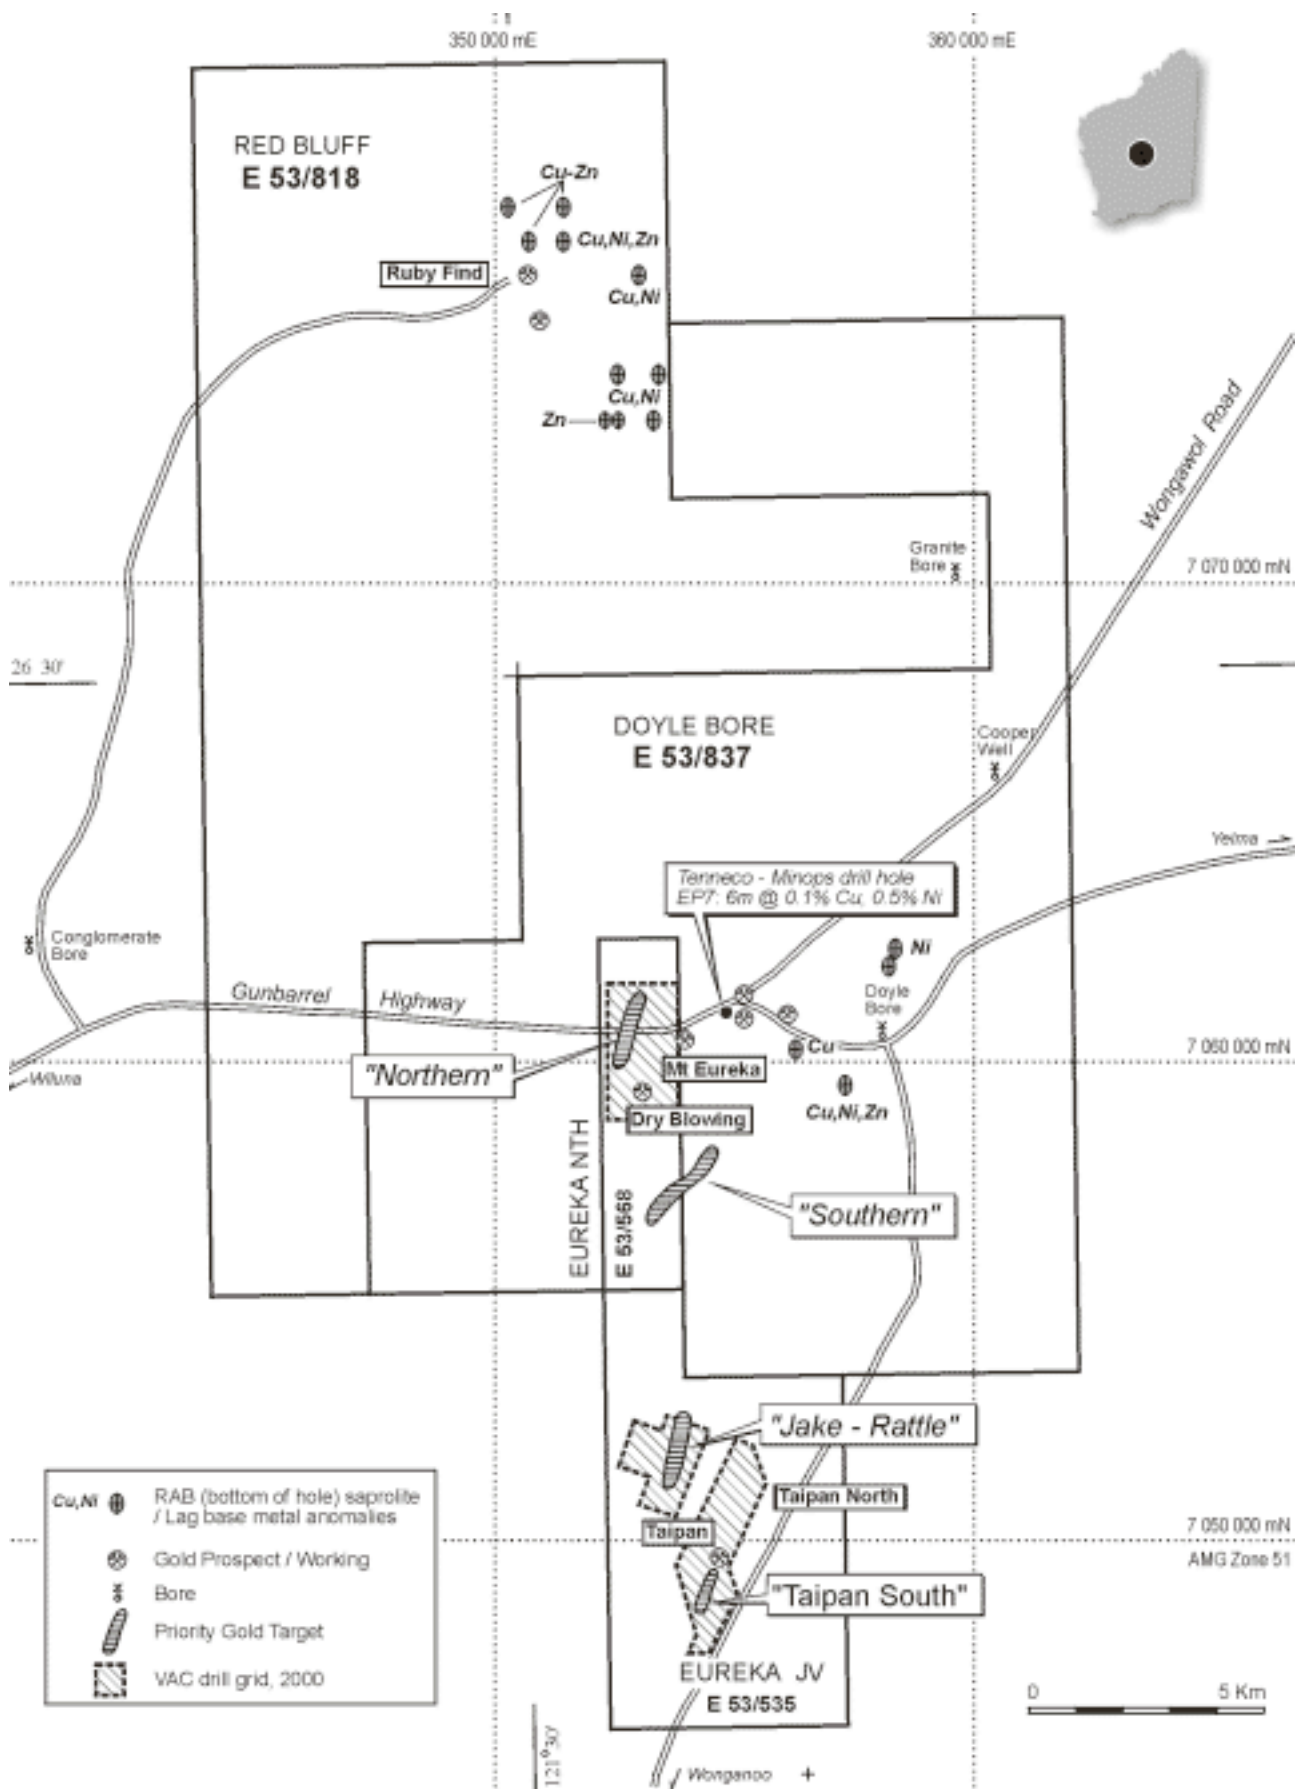 350 000 mE
360 000 mE
RED BLUFF
E 53/818
Cu-Zn
Cu,Ni,Zn
Ruby Find
Cu,Ni
Cu,Ni
Zn
Wongawol Road
Granite
Bore
7 070 000 mN
26 30'
DOYLE BORE
E 53/837
Cooper
Well
Yelma
Tenneco - Minops drill hole
EP7: 6m @ 0.1% Cu, 0.5% Ni
Conglomerate
Bore
Ni
Gunbarrel Highway
Doyle
Bore
Cu
7 060 000 mN
Wiluna
"Northern"
Mt Eureka
Cu,Ni,Zn
Dry Blowing
EUREKA NTH
E 53/568
"Southern"
"Jake - Rattle"
Taipan North
Taipan
7 050 000 mN
AMG Zone 51
"Taipan South"
EUREKA JV
E 53/535
Cu,Ni
RAB (bottom of hole) saprolite
/ Lag base metal anomalies
Gold Prospect / Working
Bore
Priority Gold Target
VAC drill grid, 2000
0 5 Km
121°30'
Wonganoo